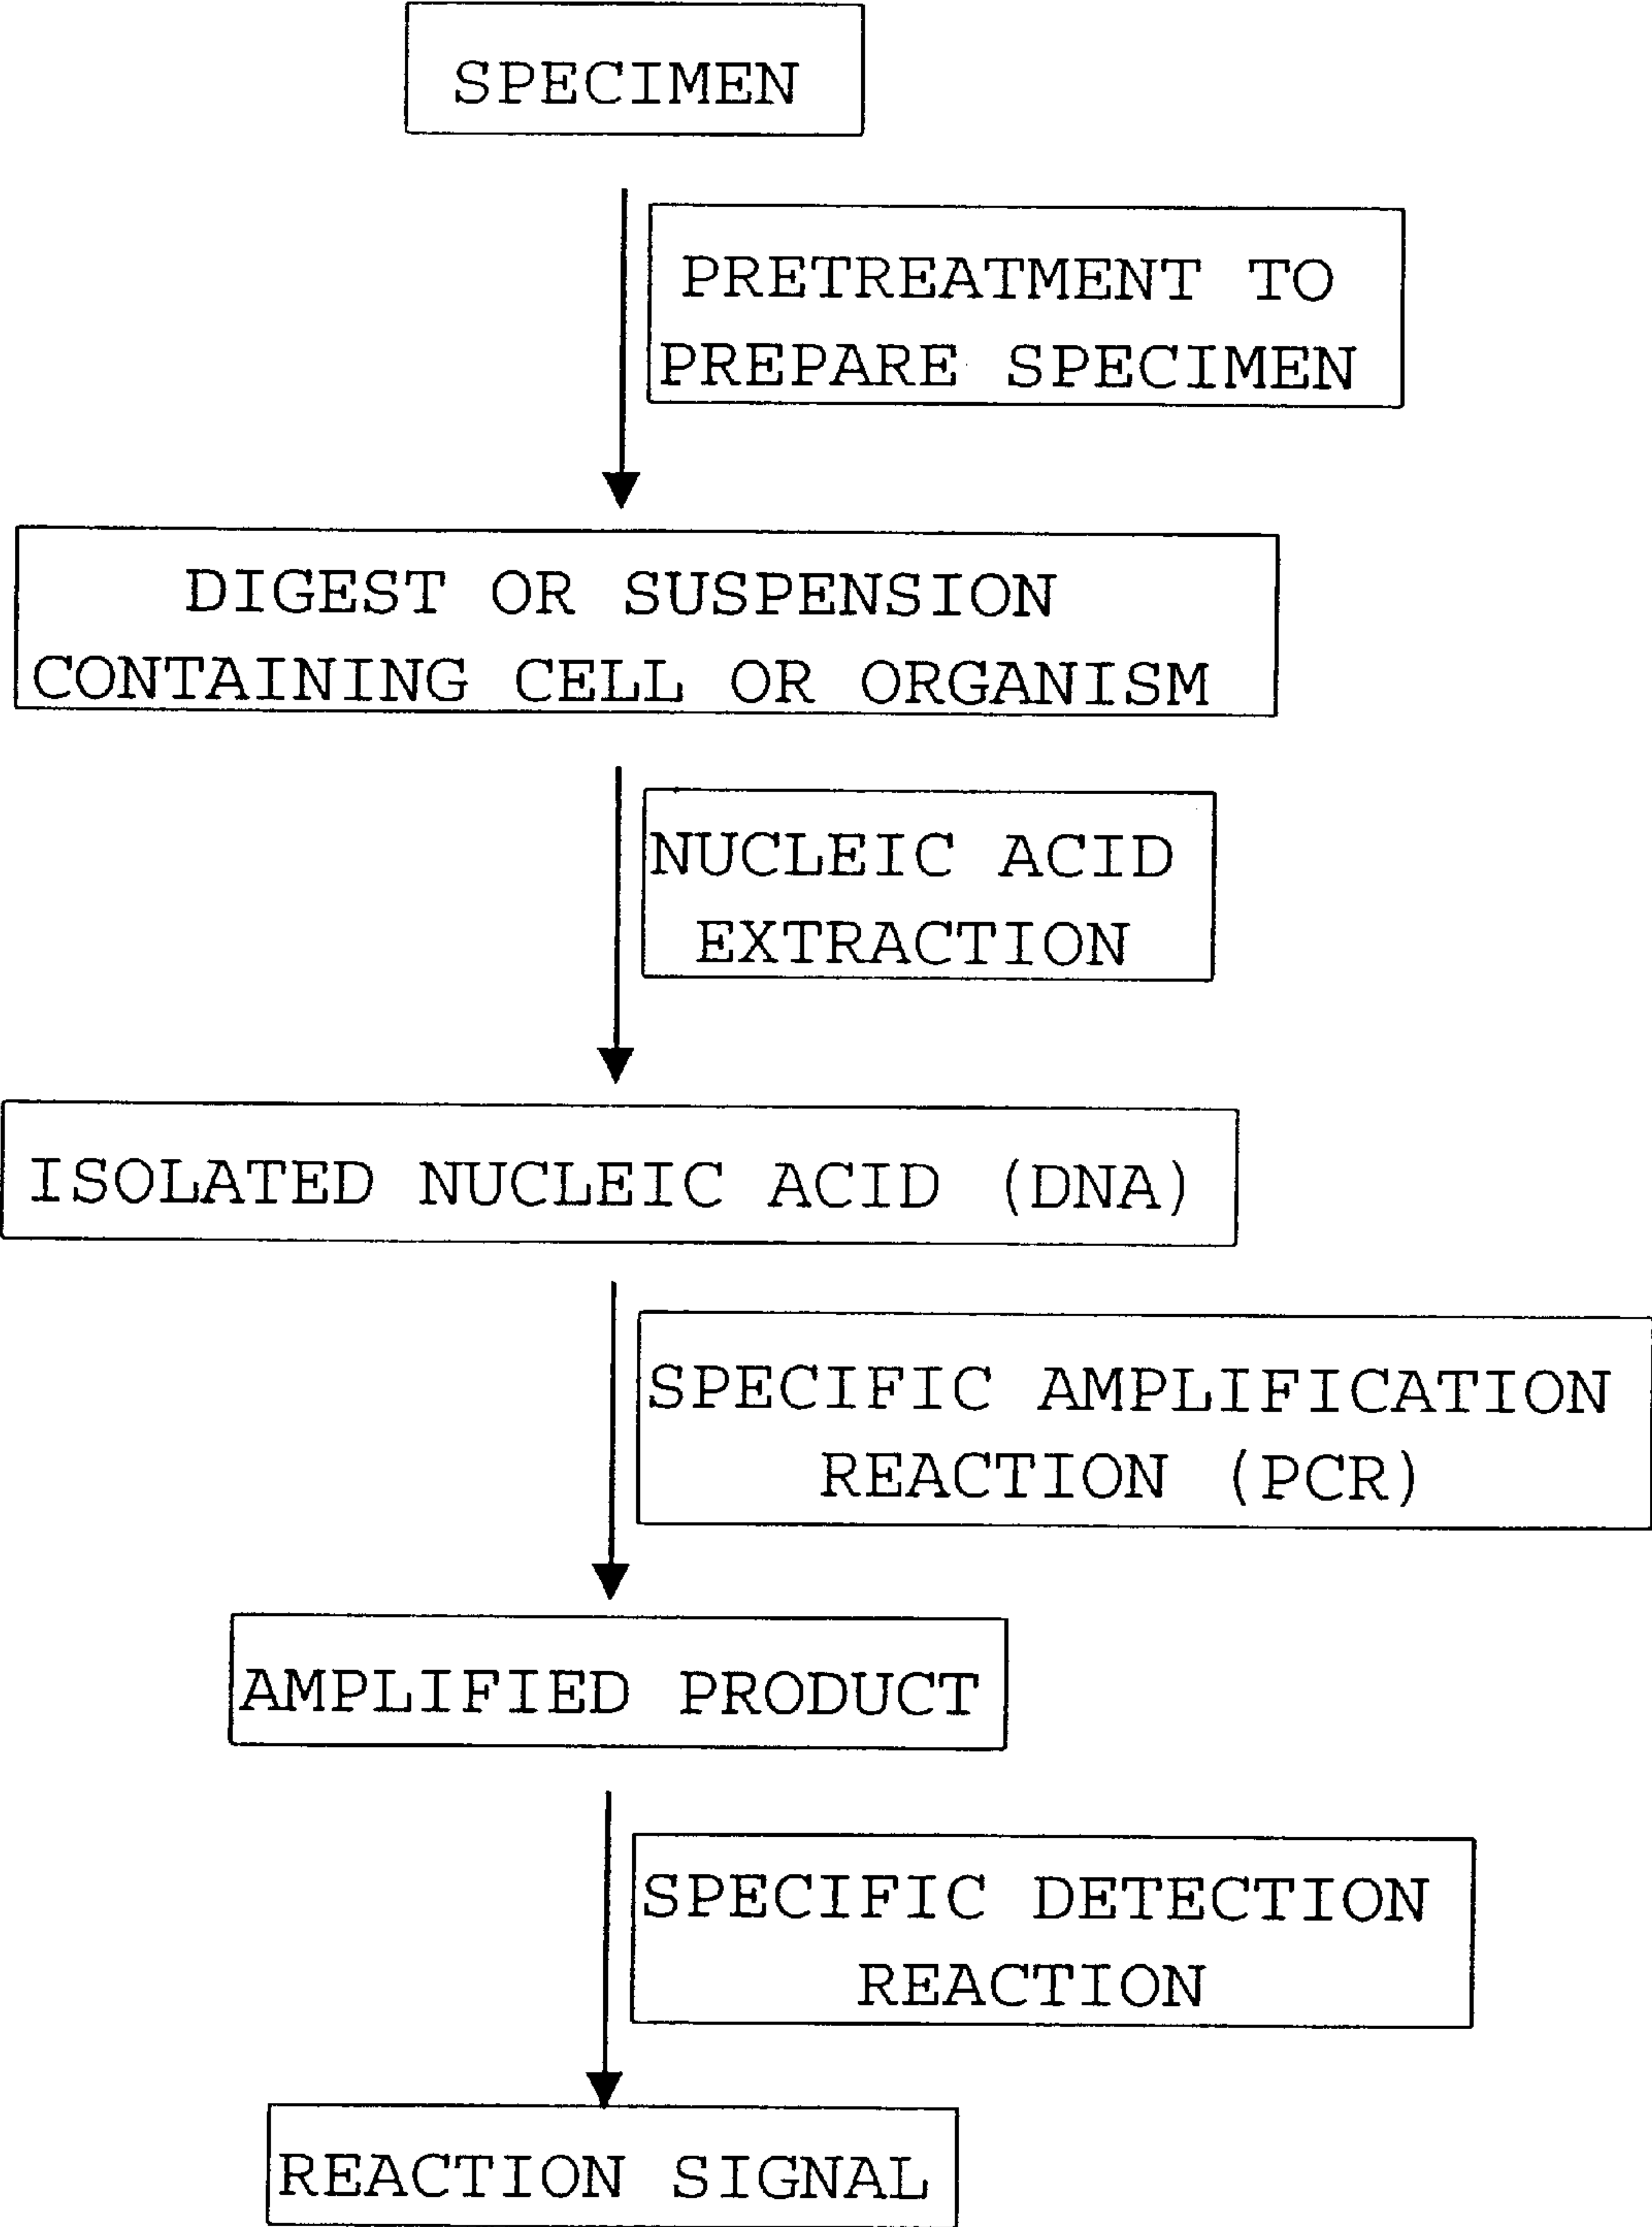 SPECIMEN
PRETREATMENT TO
PREPARE SPECIMEN
DIGEST OR SUSPENSION
CONTAINING CELL OR ORGANISM
NUCLEIC ACID
EXTRACTION
ISOLATED NUCLEIC ACID (DNA)
SPECIFIC AMPLIFICATION
REACTION (PCR)
AMPLIFIED PRODUCT
SPECIFIC DETECTION
REACTION
REACTION SIGNAL